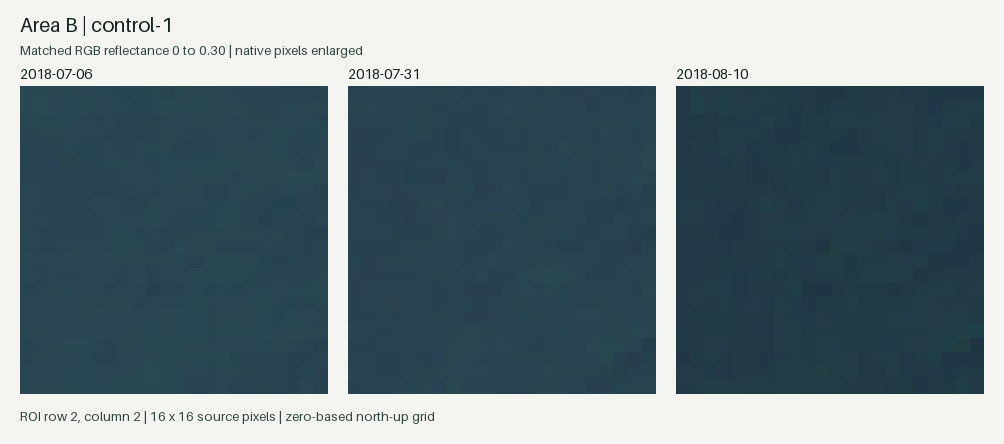 Area B | control-1
Matched RGB reflectance 0 to 0.30 | native pixels enlarged
2018-07-06
2018-07-31
2018-08-10
ROI row 2, column 2 | 16 x 16 source pixels | zero-based north-up grid